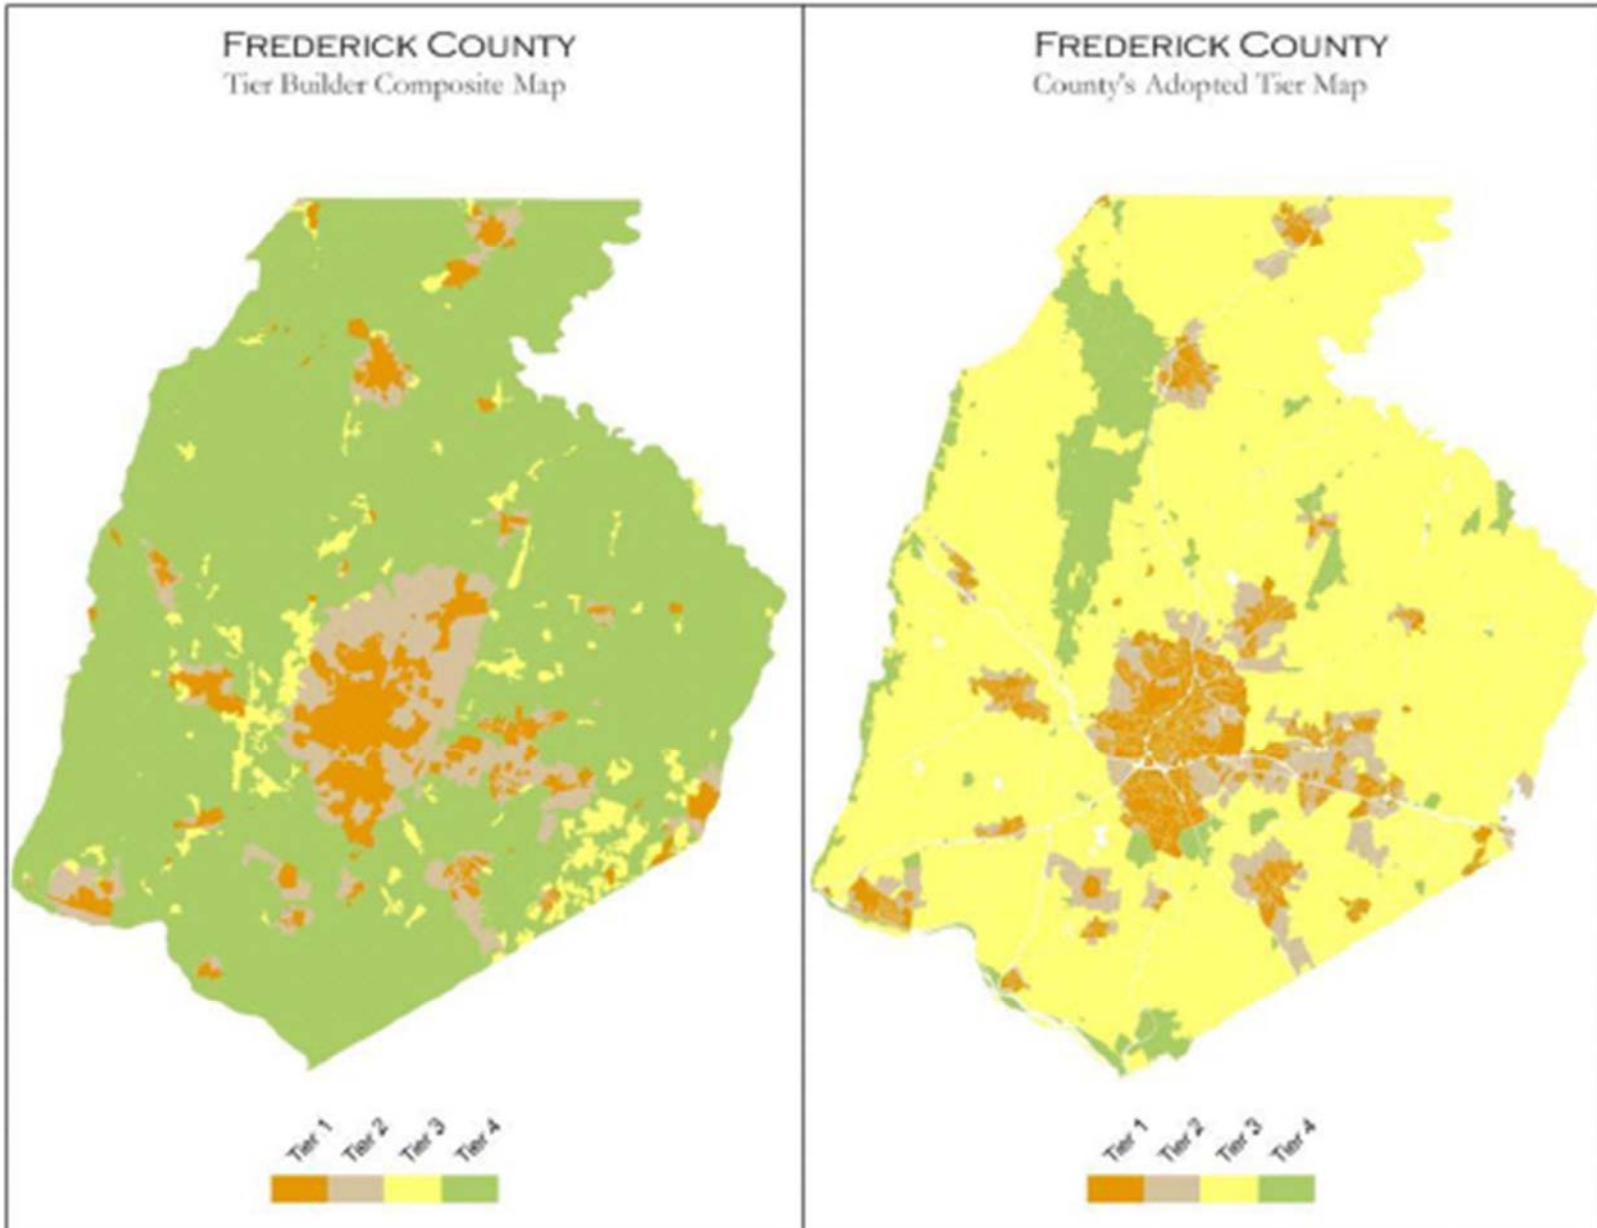 FREDERICK COUNTY
Tier Builder Composite Map
Tier 1
Tier 2
Tier 3
Tier 4
FREDERICK COUNTY
County's Adopted Tier Map
Tier 1
Tier 2
Tier 3
Tier 4